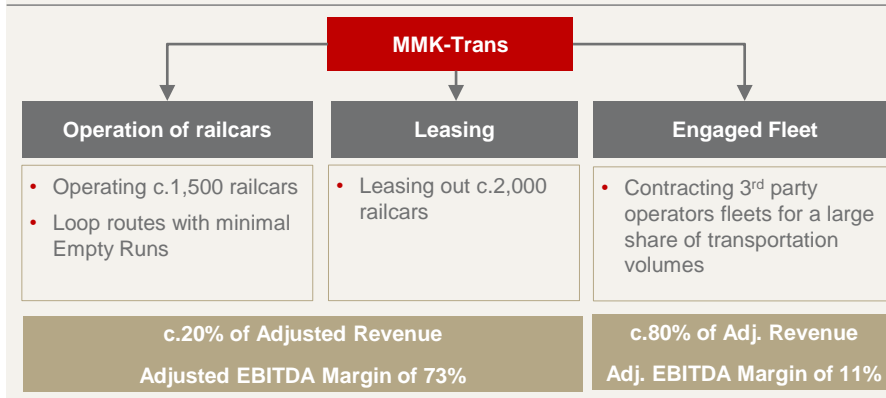 MMK-Trans
Operation of railcars
• Operating c.1,500 railcars
• Loop routes with minimal
Empty Runs
Leasing
• Leasing out c.2,000
railcars
Engaged Fleet
• Contracting 3rd party
operators fleets for a large
share of transportation
volumes
c.20% of Adjusted Revenue
Adjusted EBITDA Margin of 73%
c.80% of Adj. Revenue
Adj. EBITDA Margin of 11%